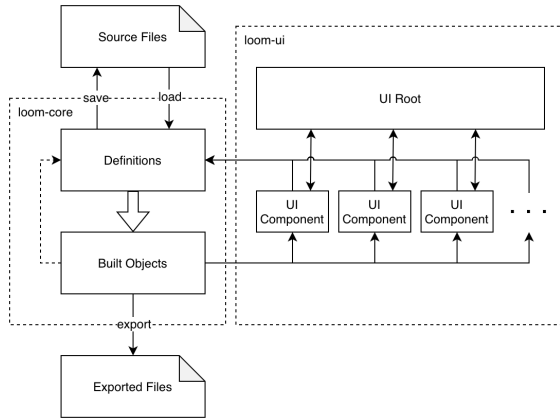 Source Files
loom-ui
save
load
UI Root
loom-core
Definitions
UI
Component
UI
Component
UI
Component
. . .
Built Objects
export
Exported Files